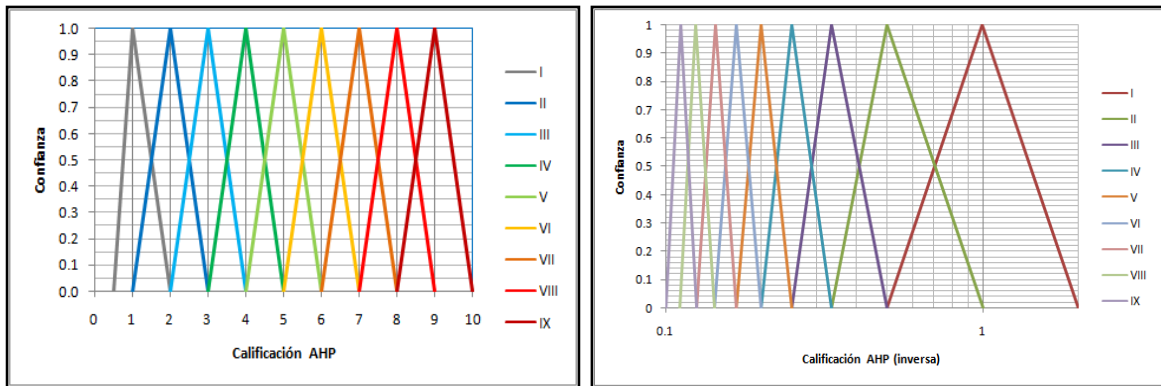 1.0
0.9
0.8
0.7
0.6
0.5
0.4
0.3
0.2
0.1
0.0
Confianza
0 1 2 3 4 5 6 7 8 9 10
Calificación AHP
I
II
III
IV
V
VI
VII
VIII
IX
1
0.9
0.8
0.7
0.6
0.5
0.4
0.3
0.2
0.1
0
Confianza
0.1 1
Calificación AHP (inversa)
I
II
III
IV
V
VI
VII
VIII
IX